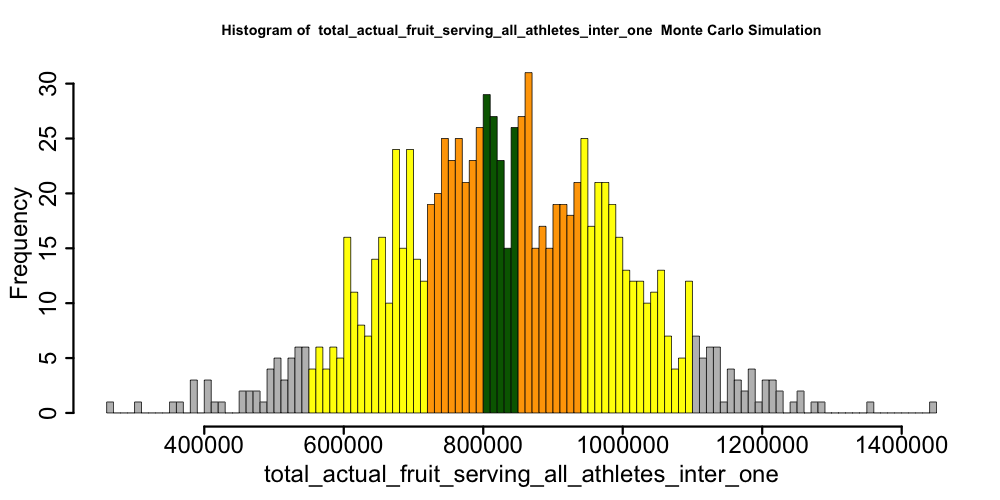 Histogram of  total_actual_fruit_serving_all_athletes_inter_one  Monte Carlo Simulation
Frequency
30
25
20
15
10
5
0
400000 600000 800000 1000000 1200000 1400000
total_actual_fruit_serving_all_athletes_inter_one